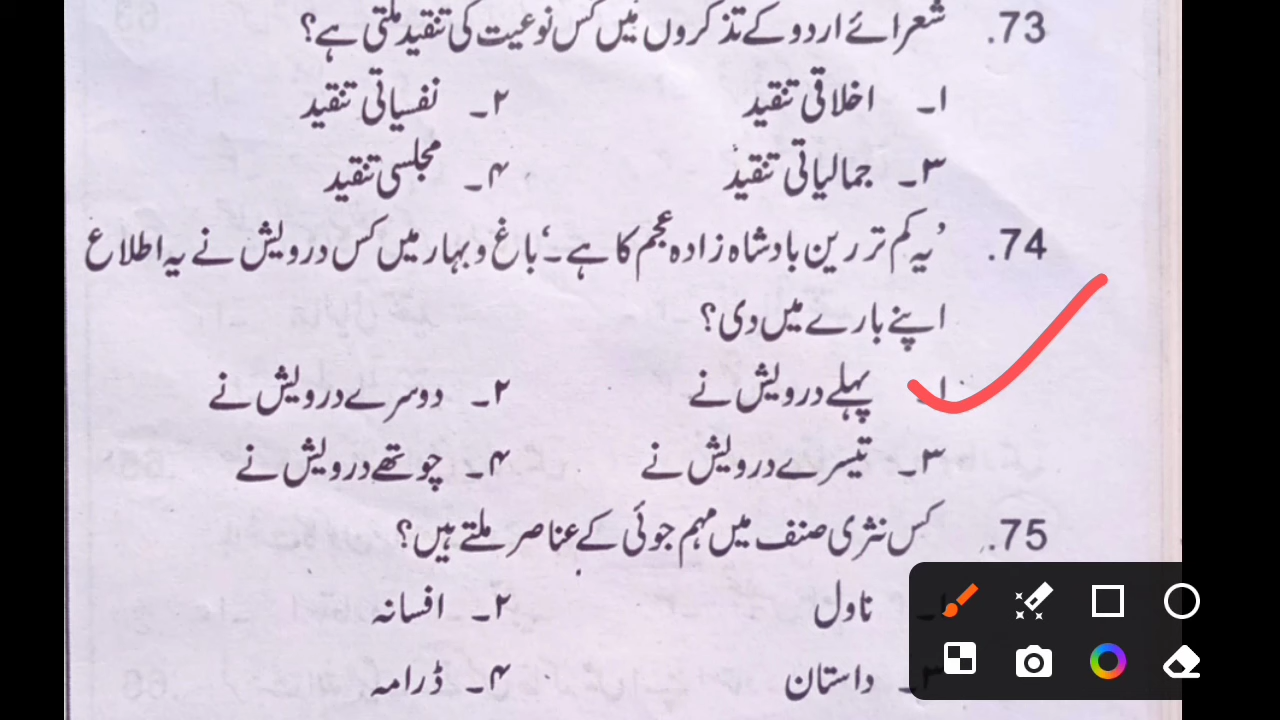 73. شعرائے اردو کے تذکروں میں کس نوعیت کی تنقید ملتی ہے؟
۱۔ اخلاقی تنقید ۲۔ نفسیاتی تنقید
۳۔ جمالیاتی تنقید ۴۔ مجلسی تنقید
74. ’یہ کم تررین بادشاہ زادہ عجم کا ہے۔‘ باغ و بہار میں کس درویش نے یہ اطلاع
اپنے بارے میں دی؟
۱۔ پہلے درویش نے ۲۔ دوسرے درویش نے
۳۔ تیسرے درویش نے ۴۔ چوتھے درویش نے
75. کس نثری صنف میں مہم جوئی کے عناصر ملتے ہیں؟
۱۔ ناول ۲۔ افسانہ
۳۔ داستان ۴۔ ڈرامہ